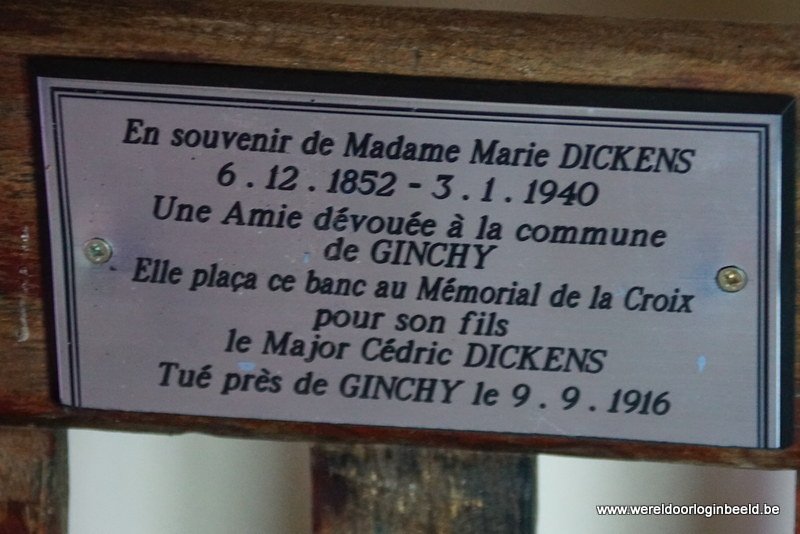 En souvenir de Madame Marie DICKENS
6 . 12 . 1852 - 3 . 1 . 1940
Une Amie dévouée à la commune
de GINCHY
Elle plaça ce banc au Mémorial de la Croix
pour son fils
le Major Cédric DICKENS
Tué près de GINCHY le 9 . 9 . 1916
www.wereldoorloginbeeld.be